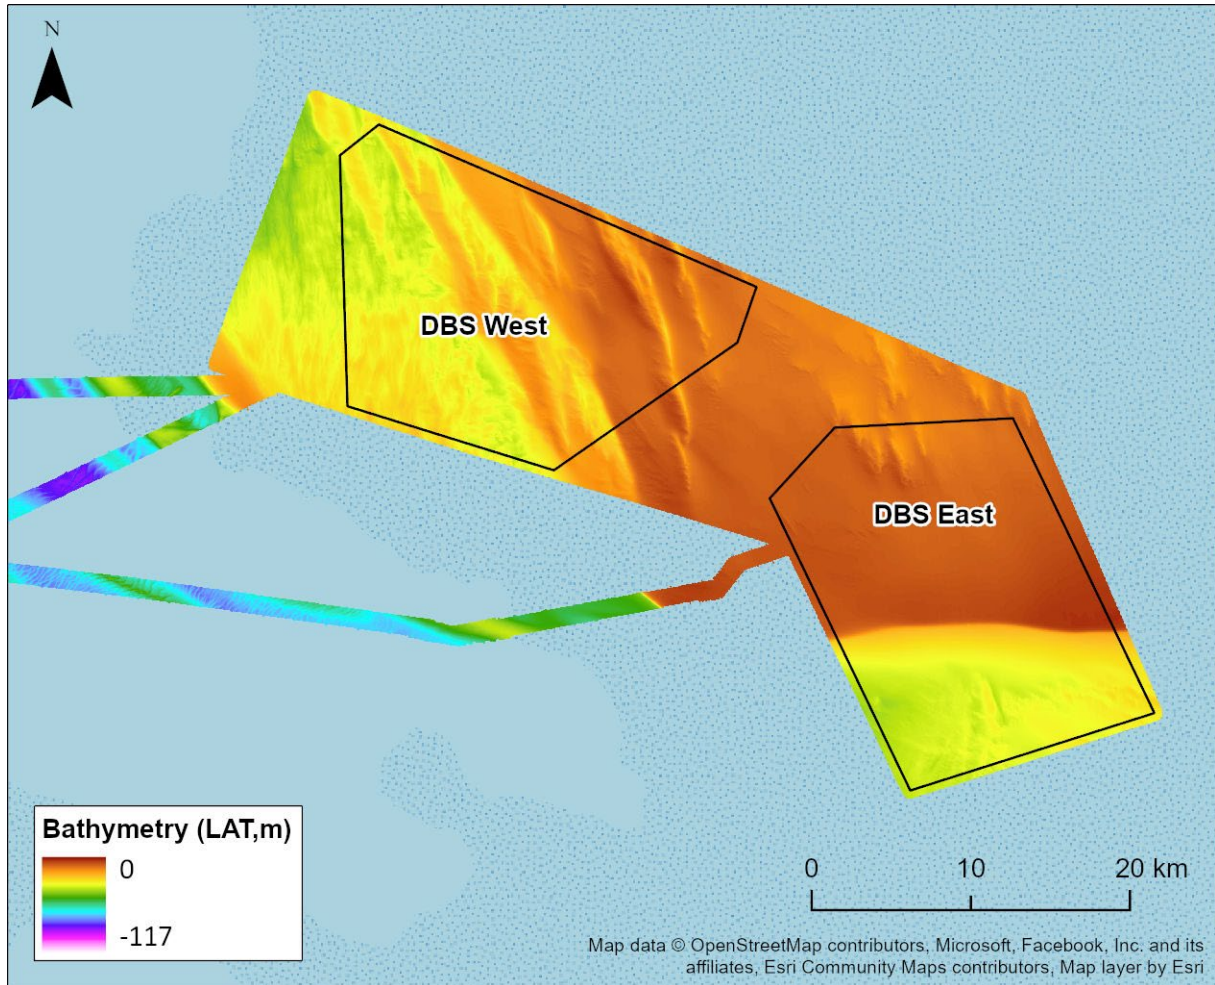 N
DBS West
DBS East
Bathymetry (LAT,m)
0
-117
0 10 20 km
Map data © OpenStreetMap contributors, Microsoft, Facebook, Inc. and its
affiliates, Esri Community Maps contributors, Map layer by Esri